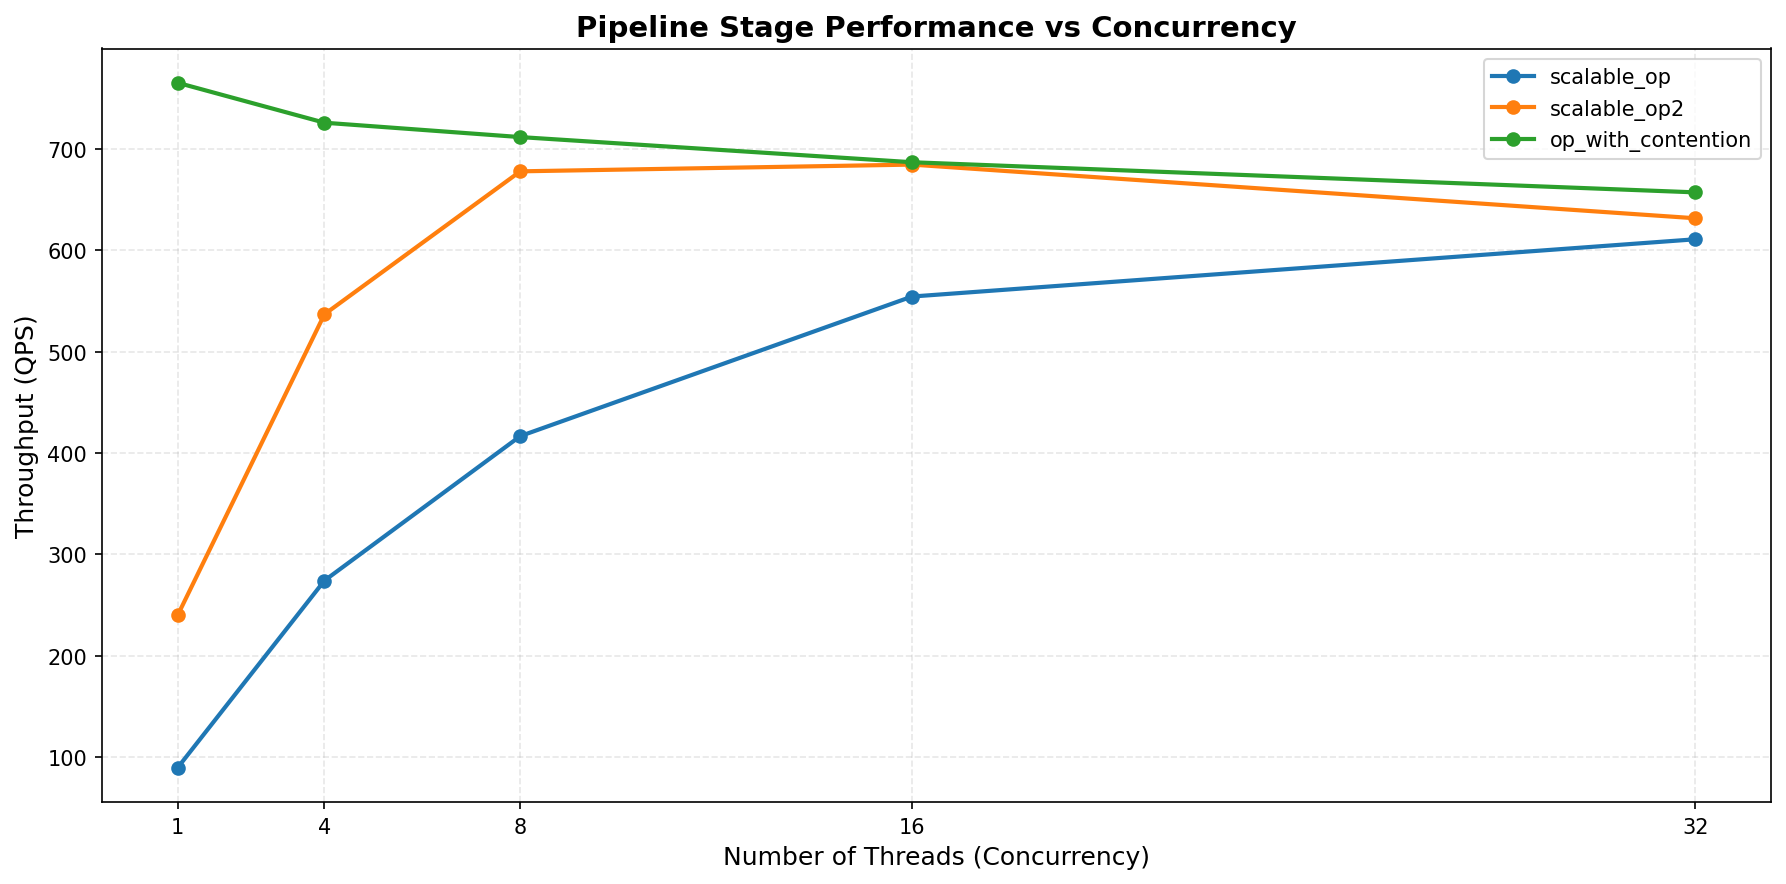 Pipeline Stage Performance vs Concurrency
scalable_op
scalable_op2
op_with_contention
Throughput (QPS)
700
600
500
400
300
200
100
1 4 8 16 32
Number of Threads (Concurrency)